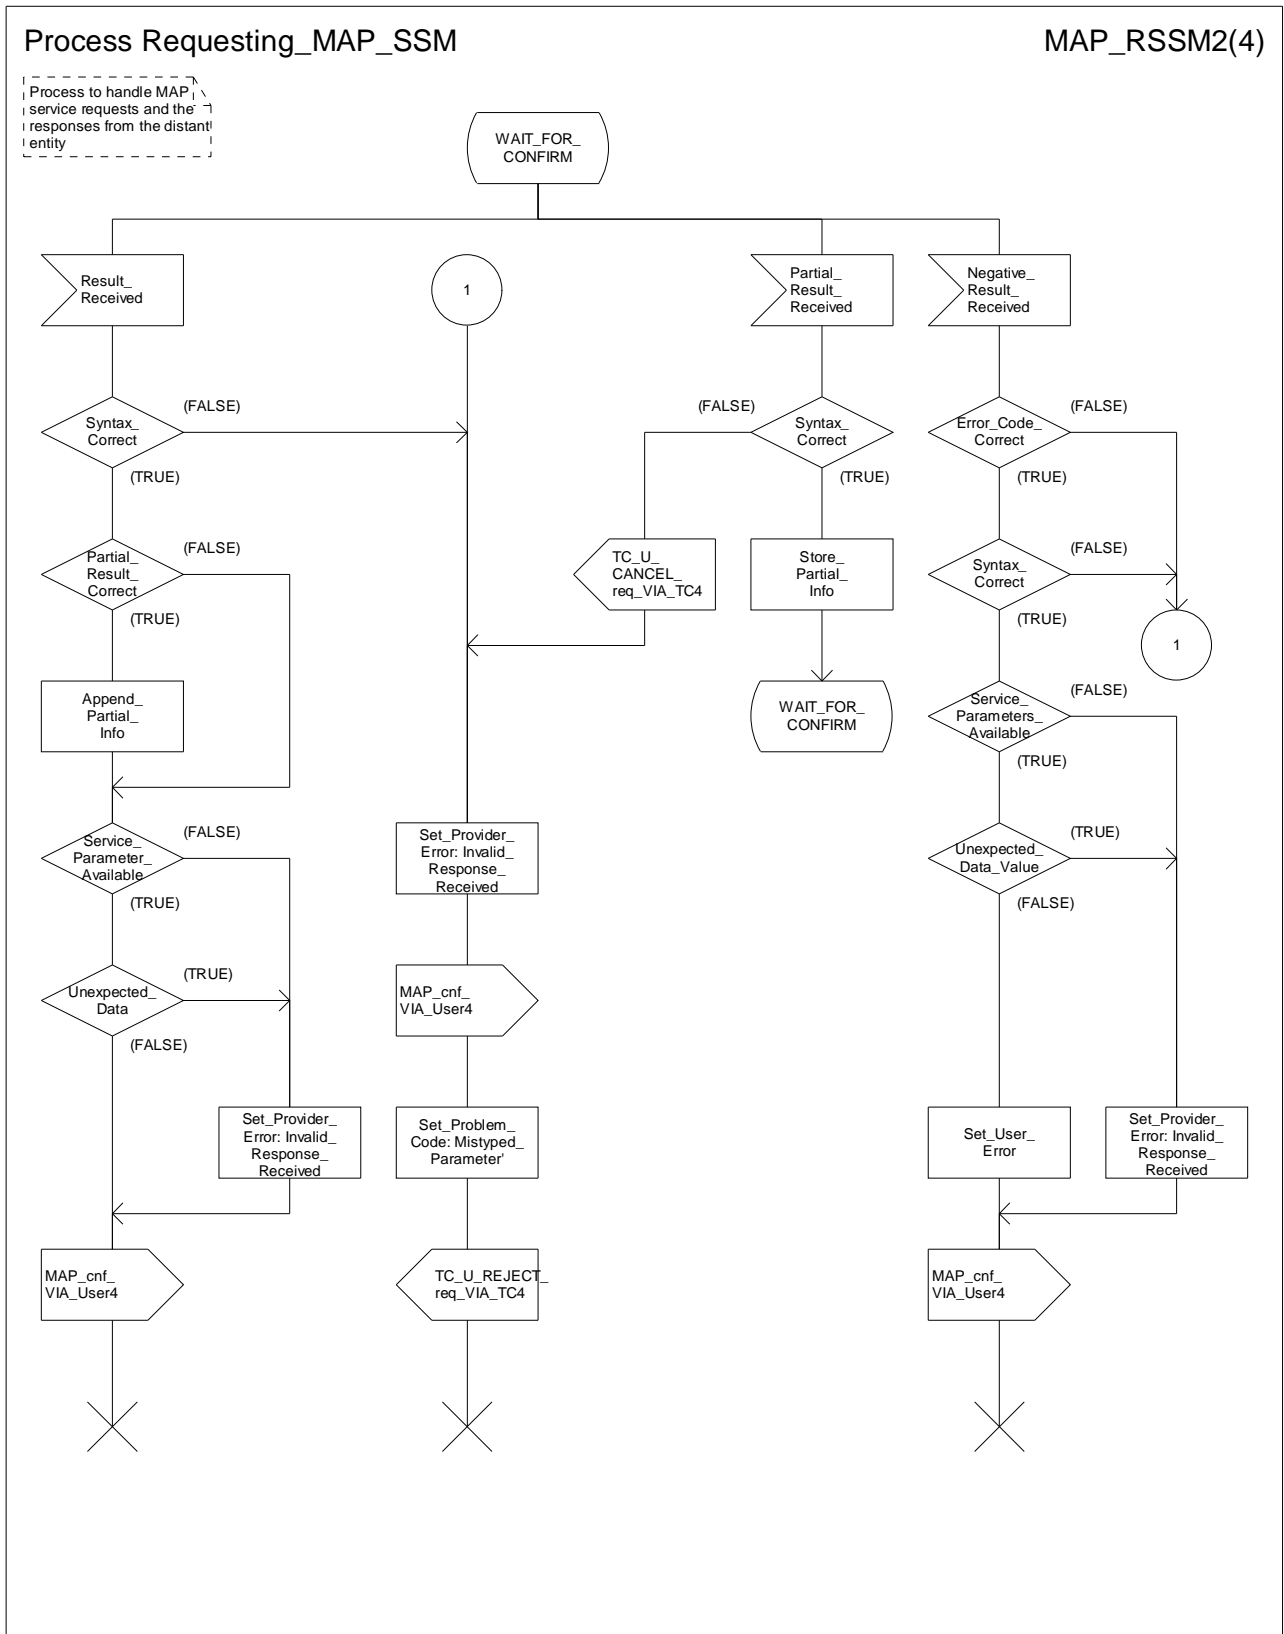 Process Requesting_MAP_SSM
MAP_RSSM2(4)
Process to handle MAP
service requests and the
responses from the distant
entity
WAIT_FOR_
CONFIRM
Result_
Received
1
Partial_
Result_
Received
Negative_
Result_
Received
Syntax_
Correct
(FALSE)
(TRUE)
(FALSE)
Syntax_
Correct
(TRUE)
Error_Code_
Correct
(FALSE)
(TRUE)
Partial_
Result_
Correct
(FALSE)
(TRUE)
TC_U_
CANCEL_
req_VIA_TC4
Store_
Partial_
Info
Syntax_
Correct
(FALSE)
(TRUE)
1
Append_
Partial_
Info
WAIT_FOR_
CONFIRM
Service_
Parameters_
Available
(FALSE)
(TRUE)
Service_
Parameter_
Available
(FALSE)
(TRUE)
Set_Provider_
Error: Invalid_
Response_
Received
Unexpected_
Data_Value
(TRUE)
(FALSE)
Unexpected_
Data
(TRUE)
(FALSE)
MAP_cnf_
VIA_User4
Set_Provider_
Error: Invalid_
Response_
Received
Set_Problem_
Code: Mistyped_
Parameter'
Set_User_
Error
Set_Provider_
Error: Invalid_
Response_
Received
MAP_cnf_
VIA_User4
TC_U_REJECT_
req_VIA_TC4
MAP_cnf_
VIA_User4